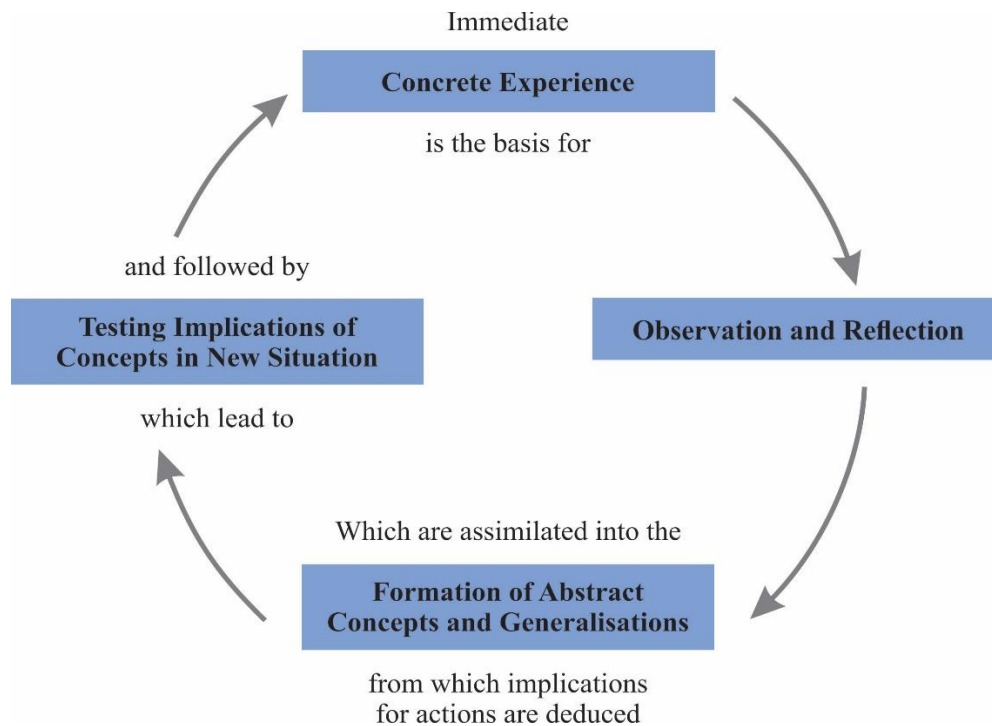 Immediate
Concrete Experience
is the basis for
Observation and Reflection
Which are assimilated into the
Formation of Abstract
Concepts and Generalisations
from which implications
for actions are deduced
which lead to
Testing Implications of
Concepts in New Situation
and followed by